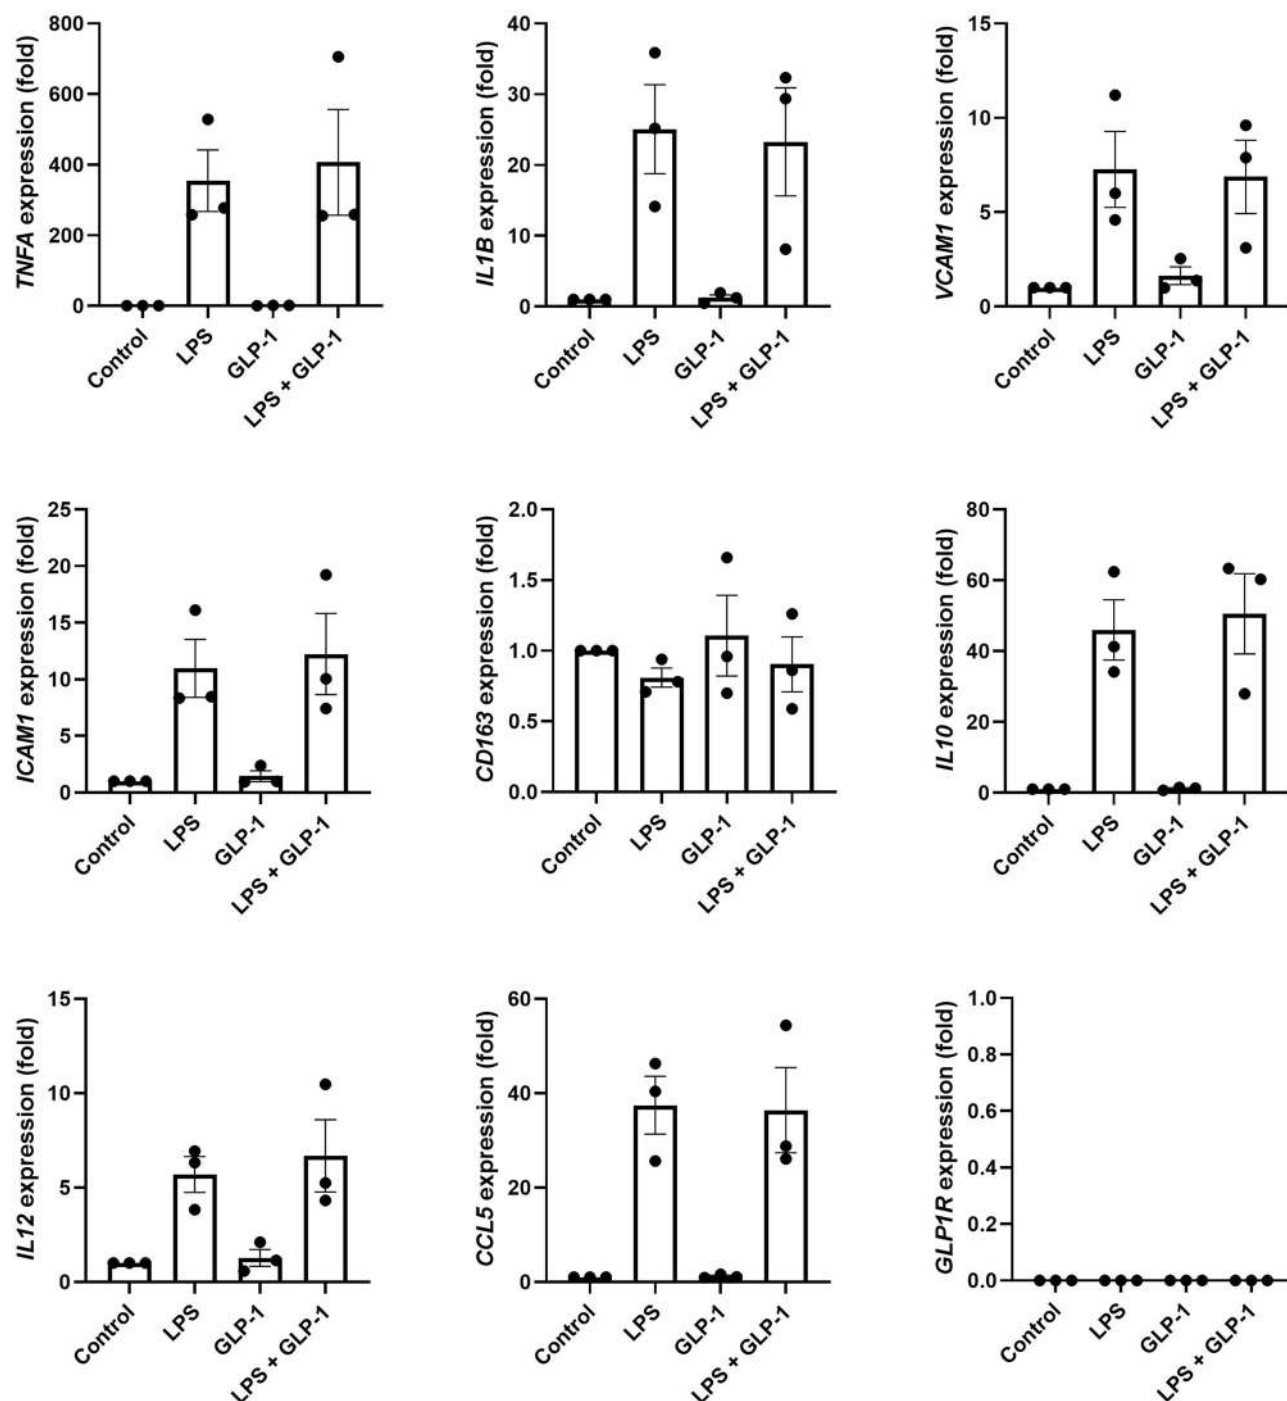 TNFA expression (fold)
800
600
400
200
0
Control
LPS
GLP-1
LPS + GLP-1
IL1B expression (fold)
40
30
20
10
0
Control
LPS
GLP-1
LPS + GLP-1
VCAM1 expression (fold)
15
10
5
0
Control
LPS
GLP-1
LPS + GLP-1
ICAM1 expression (fold)
25
20
15
10
5
0
Control
LPS
GLP-1
LPS + GLP-1
CD163 expression (fold)
2.0
1.5
1.0
0.5
0.0
Control
LPS
GLP-1
LPS + GLP-1
IL10 expression (fold)
80
60
40
20
0
Control
LPS
GLP-1
LPS + GLP-1
IL12 expression (fold)
15
10
5
0
Control
LPS
GLP-1
LPS + GLP-1
CCL5 expression (fold)
60
40
20
0
Control
LPS
GLP-1
LPS + GLP-1
GLP1R expression (fold)
1.0
0.8
0.6
0.4
0.2
0.0
Control
LPS
GLP-1
LPS + GLP-1